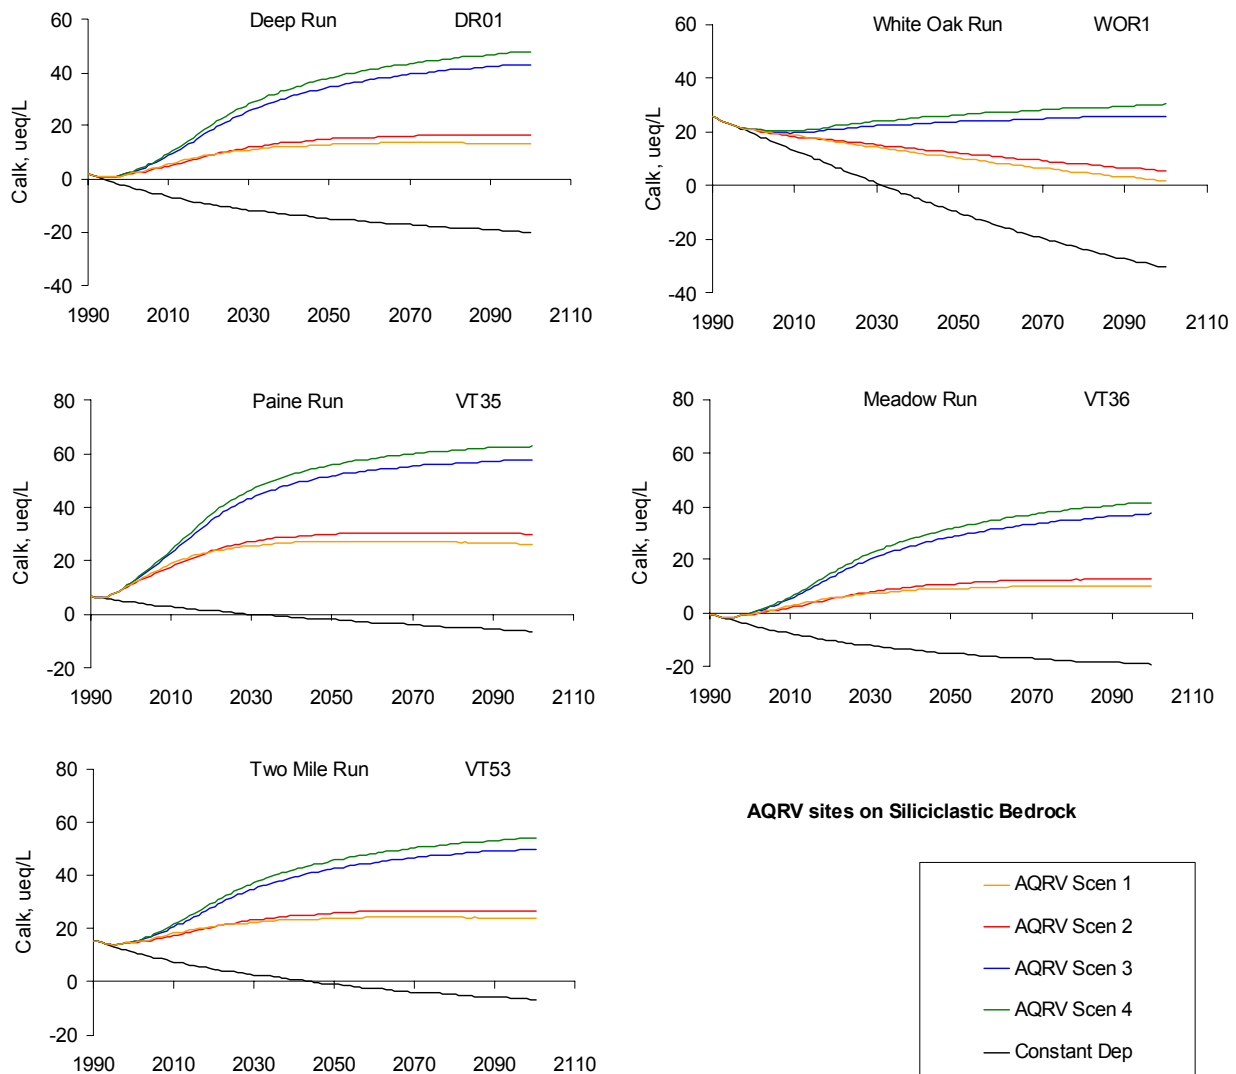 Deep Run DR01
Calk, ueq/L
60
40
20
0
-20
-40
1990 2010 2030 2050 2070 2090 2110
White Oak Run WOR1
Calk, ueq/L
60
40
20
0
-20
-40
1990 2010 2030 2050 2070 2090 2110
Paine Run VT35
Calk, ueq/L
80
60
40
20
0
-20
1990 2010 2030 2050 2070 2090 2110
Meadow Run VT36
80
60
40
20
0
-20
1990 2010 2030 2050 2070 2090 2110
Two Mile Run VT53
Calk, ueq/L
80
60
40
20
0
-20
1990 2010 2030 2050 2070 2090 2110
AQRV sites on Siliciclastic Bedrock
AQRV Scen 1
AQRV Scen 2
AQRV Scen 3
AQRV Scen 4
Constant Dep